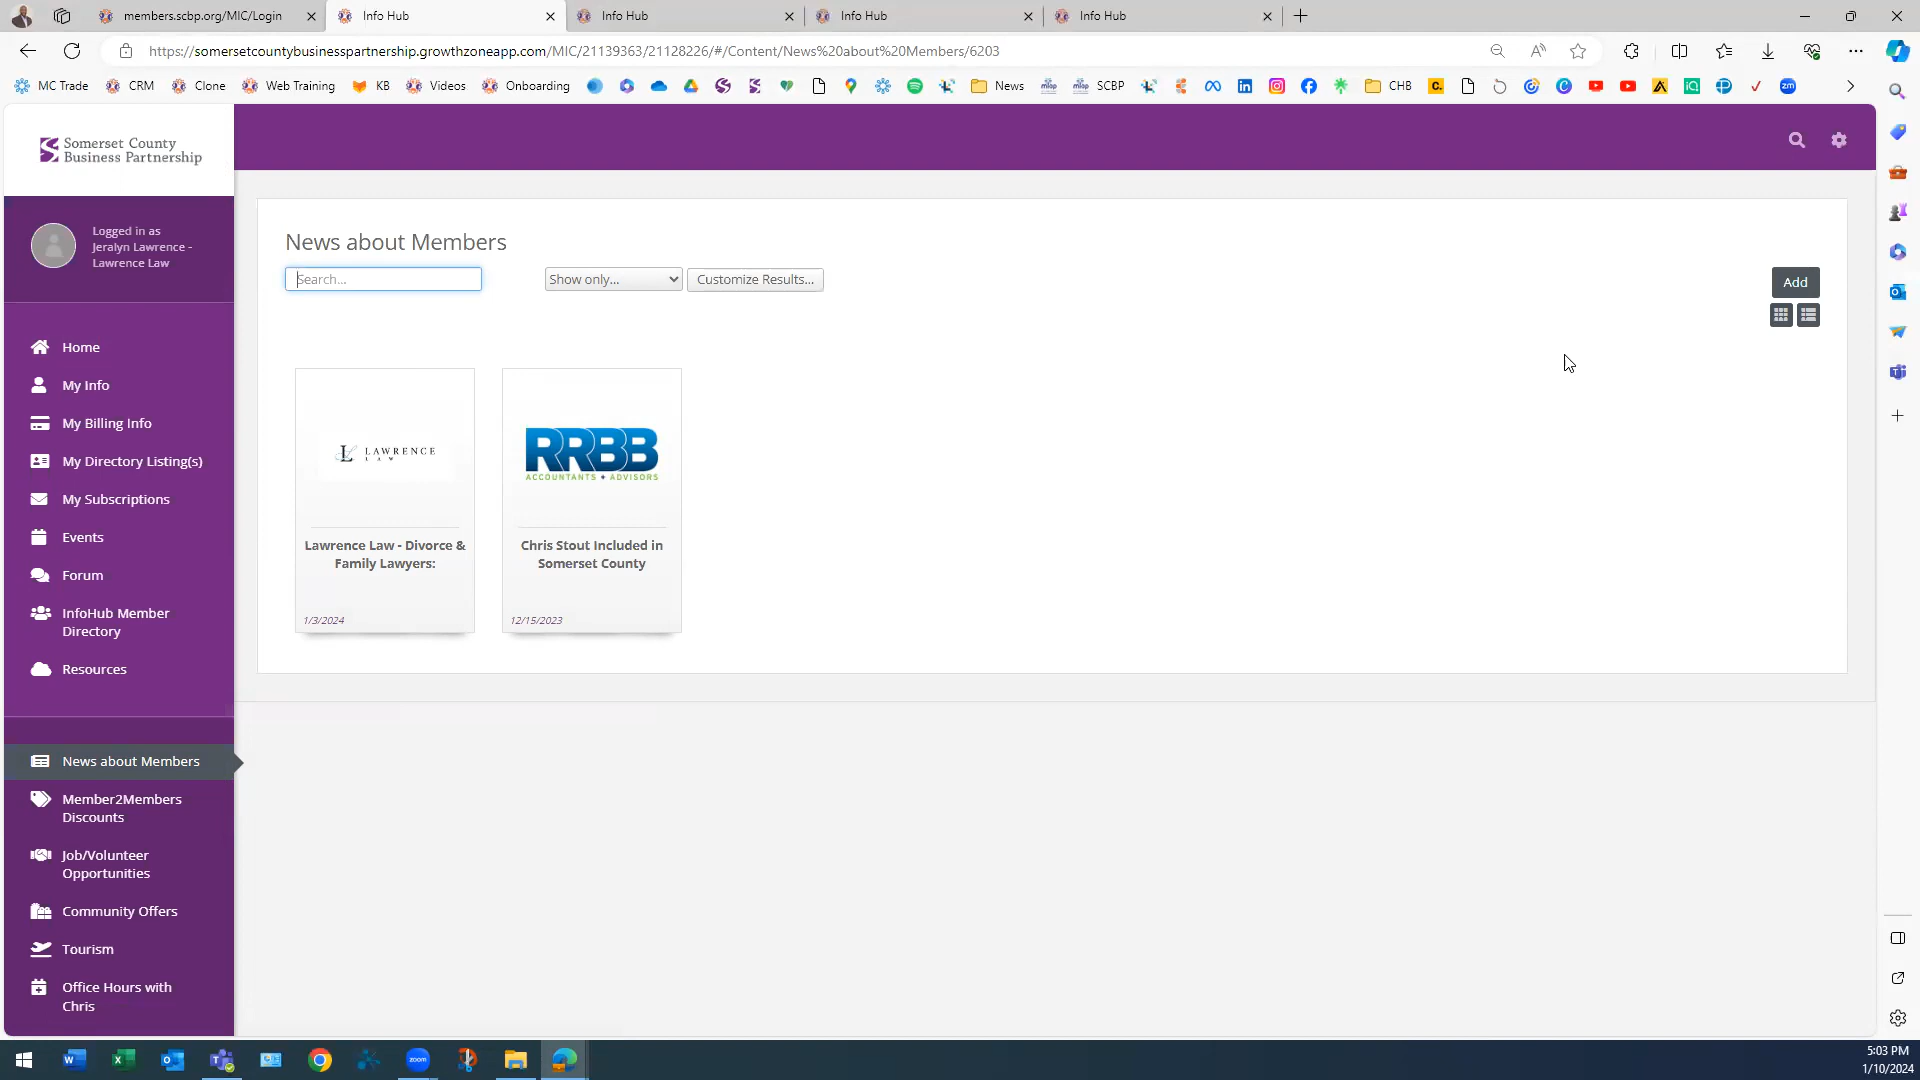 members.scbp.org/MIC/Login
Info Hub
Info Hub
Info Hub
Info Hub
https://somersetcountybusinesspartnership.growthzoneapp.com/MIC/21139363/21128226/#/Content/News%20about%20Members/6203
MC Trade
CRM
Clone
Web Training
KB
Videos
Onboarding
News
SCBP
CHB
Somerset County
Business Partnership
Logged in as
Jeralyn Lawrence -
Lawrence Law
Home
My Info
My Billing Info
My Directory Listing(s)
My Subscriptions
Events
Forum
InfoHub Member
Directory
Resources
News about Members
Member2Members
Discounts
Job/Volunteer
Opportunities
Community Offers
Tourism
Office Hours with
Chris
News about Members
Search...
Show only...
Customize Results...
Add
LAWRENCE
LAW
Lawrence Law - Divorce &
Family Lawyers:
1/3/2024
RRBB
ACCOUNTANTS + ADVISORS
Chris Stout Included in
Somerset County
12/15/2023
5:03 PM
1/10/2024